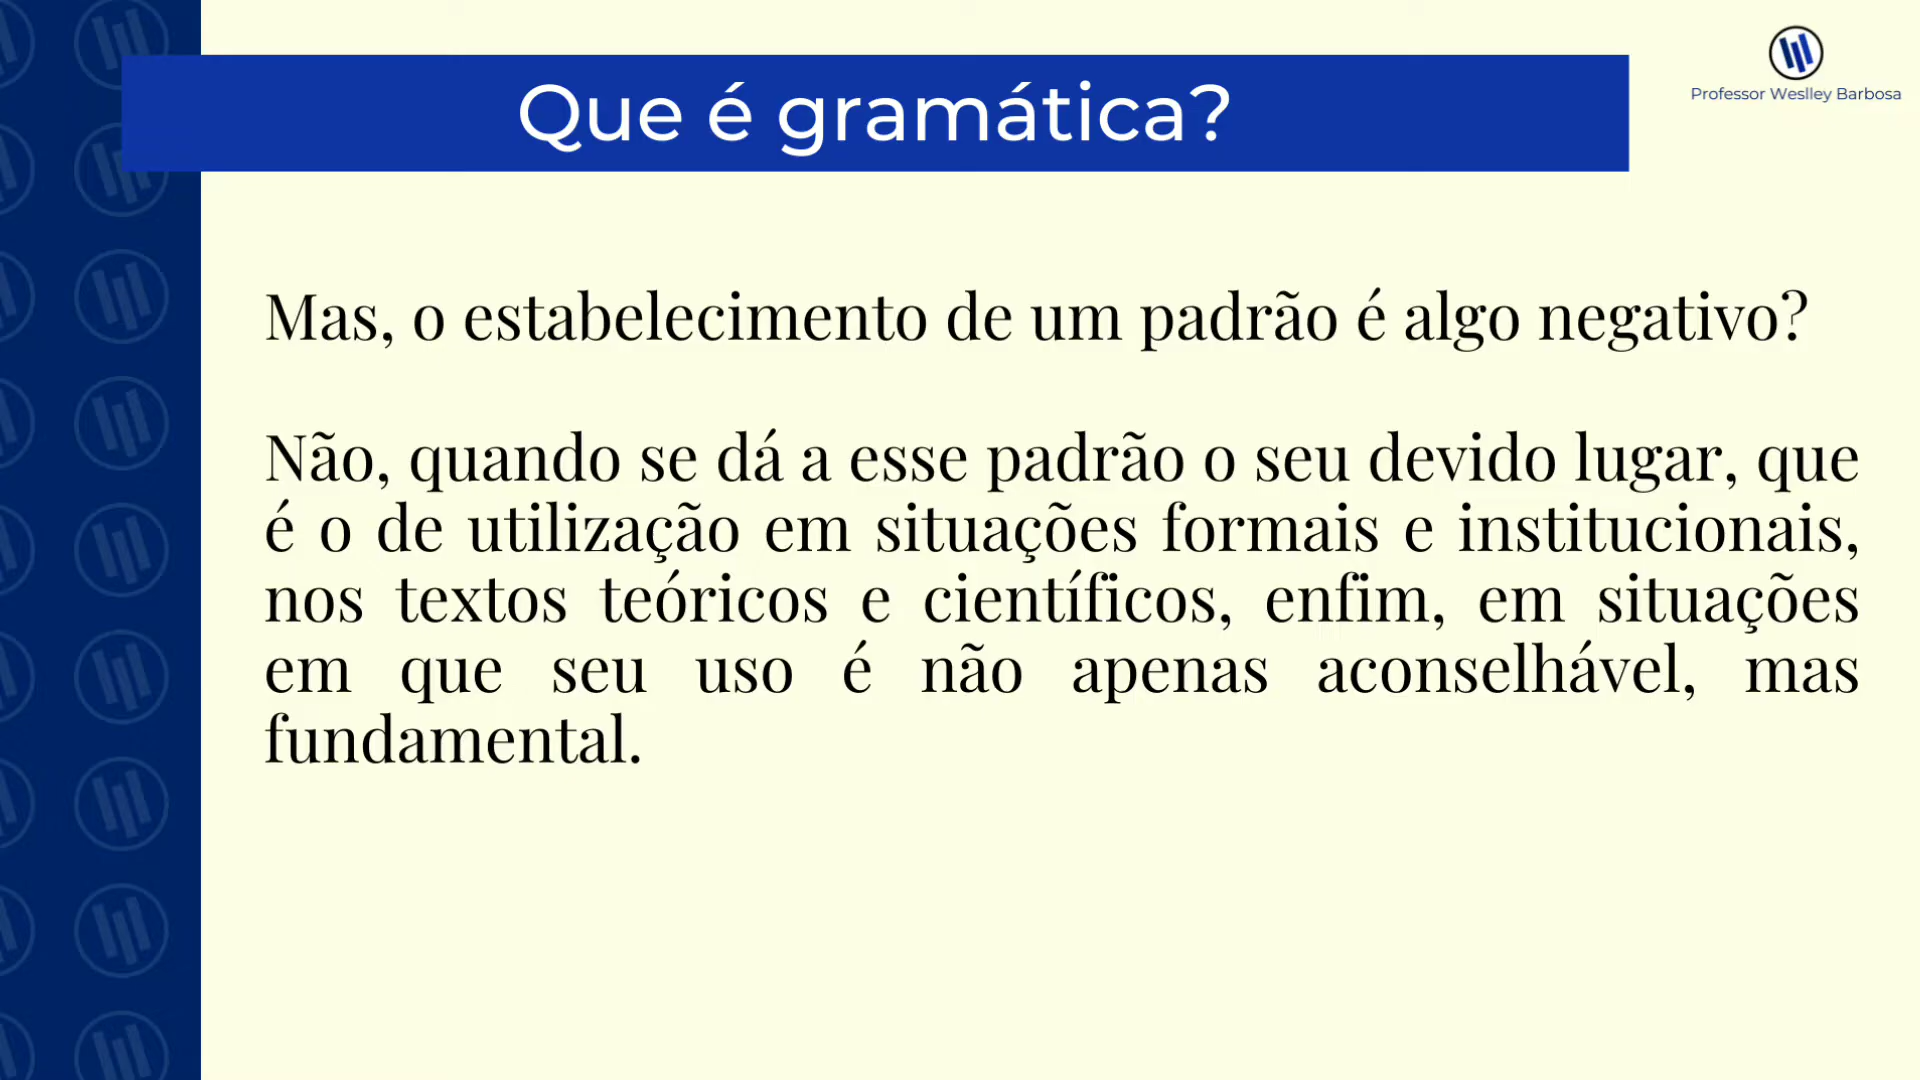 Que é gramática?
Professor Weslley Barbosa
Mas, o estabelecimento de um padrão é algo negativo?
Não, quando se dá a esse padrão o seu devido lugar, que
é o de utilização em situações formais e institucionais,
nos textos teóricos e científicos, enfim, em situações
em que seu uso é não apenas aconselhável, mas
fundamental.